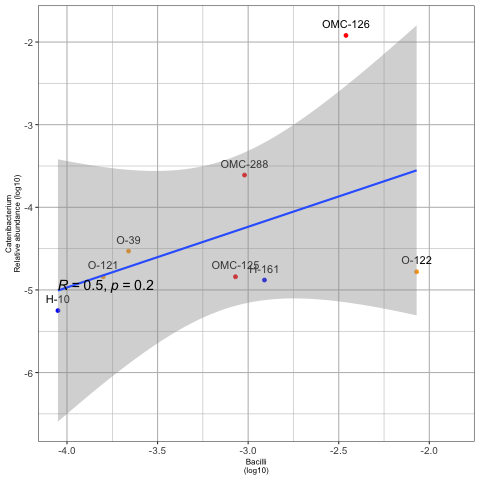 OMC-126
-2
-3
OMC-288
-4
O-39
O-121
OMC-125
H-161
O-122
R = 0.5, p = 0.2
-5
H-10
-6
Catenibacterium
Relative abundance (log10)
-4.0
-3.5
-3.0
-2.5
-2.0
Bacilli
(log10)